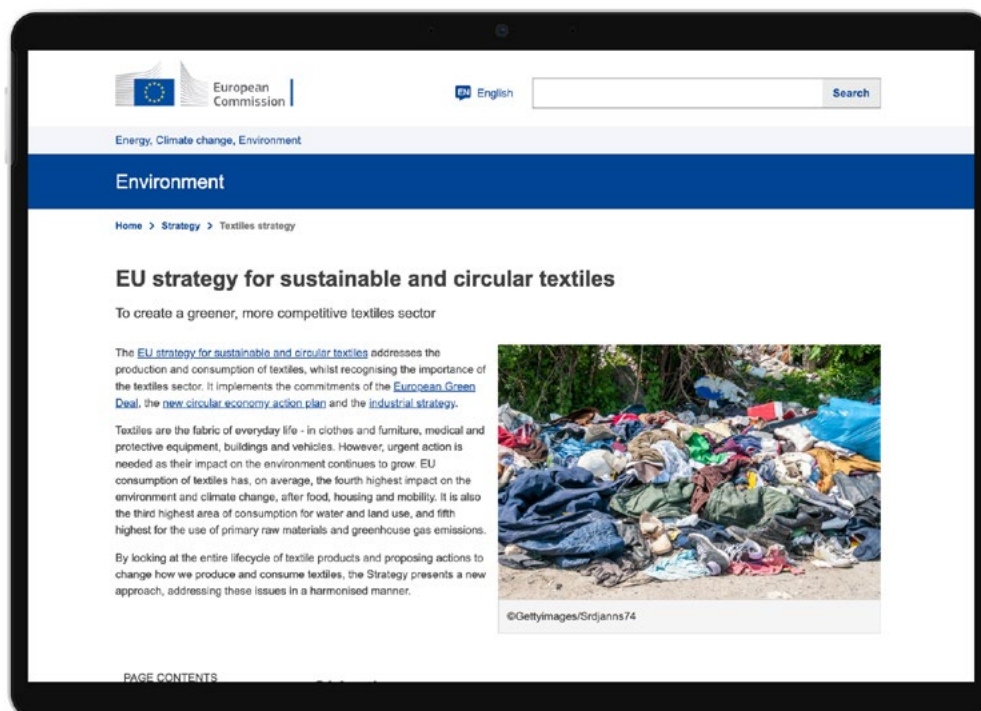 European
Commission
EN English
Search
Energy, Climate change, Environment
Environment
Home > Strategy > Textiles strategy
EU strategy for sustainable and circular textiles
To create a greener, more competitive textiles sector
The EU strategy for sustainable and circular textiles addresses the
production and consumption of textiles, whilst recognising the importance of
the textiles sector. It implements the commitments of the European Green
Deal, the new circular economy action plan and the industrial strategy.
Textiles are the fabric of everyday life - in clothes and furniture, medical and
protective equipment, buildings and vehicles. However, urgent action is
needed as their impact on the environment continues to grow. EU
consumption of textiles has, on average, the fourth highest impact on the
environment and climate change, after food, housing and mobility. It is also
the third highest area of consumption for water and land use, and fifth
highest for the use of primary raw materials and greenhouse gas emissions.
By looking at the entire lifecycle of textile products and proposing actions to
change how we produce and consume textiles, the Strategy presents a new
approach, addressing these issues in a harmonised manner.
©Gettyimages/Srdjanns74
PAGE CONTENTS